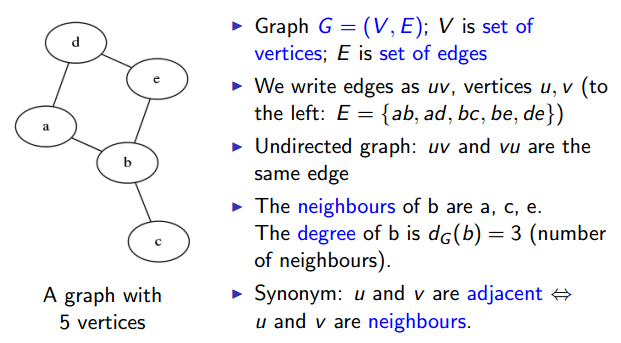 d
e
a
b
c
A graph with
5 vertices
▶ Graph G = (V, E); V is set of
vertices; E is set of edges
▶ We write edges as uv, vertices u, v (to
the left: E = {ab, ad, bc, be, de})
▶ Undirected graph: uv and vu are the
same edge
▶ The neighbours of b are a, c, e.
The degree of b is d_G(b) = 3 (number
of neighbours).
▶ Synonym: u and v are adjacent ⇔
u and v are neighbours.